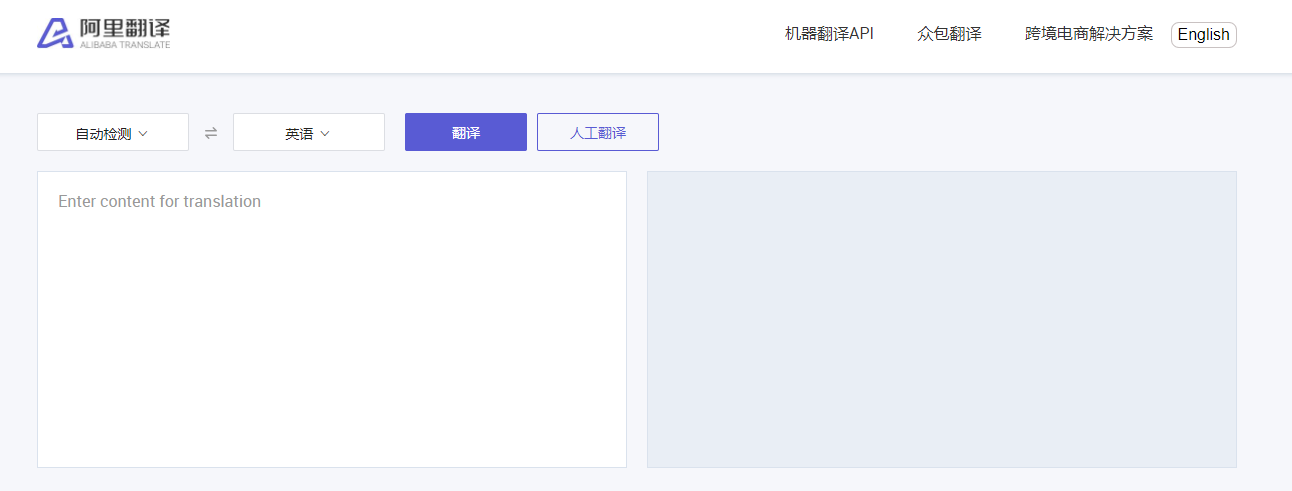 阿里翻译
ALIBABA TRANSLATE
机器翻译API 众包翻译 跨境电商解决方案 English
自动检测 英语 翻译 人工翻译
Enter content for translation